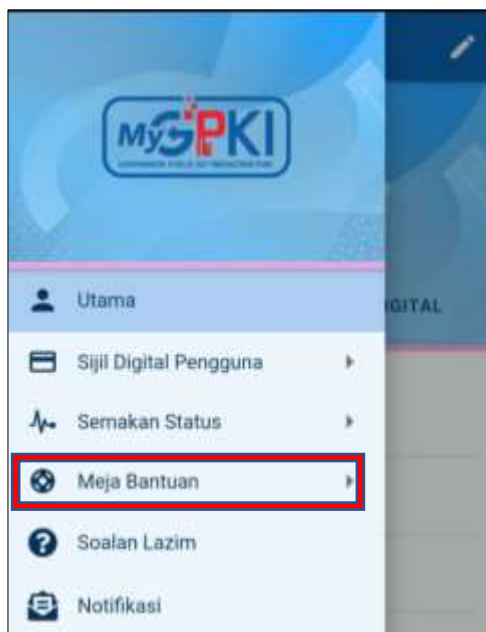 MyGPKI
Utama
IGITAL
Sijil Digital Pengguna
Semakan Status
Meja Bantuan
Soalan Lazim
Notifikasi